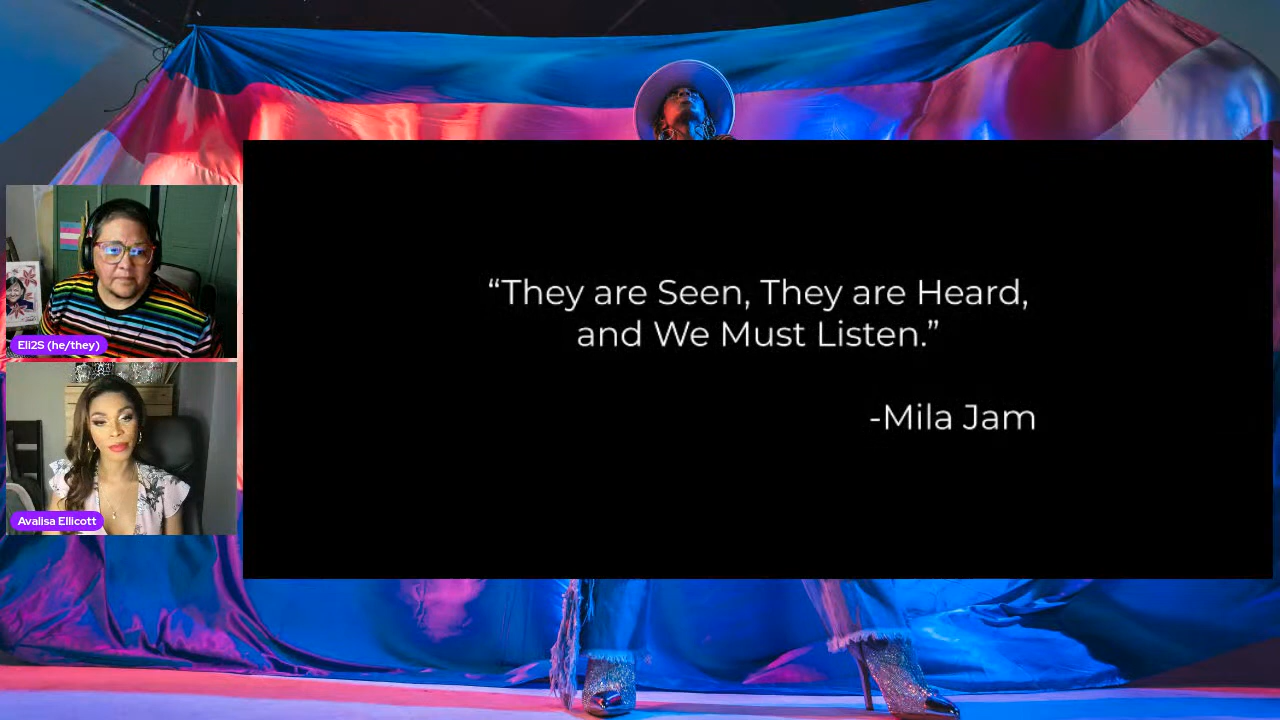 “They are Seen, They are Heard,
and We Must Listen.”
-Mila Jam
Eli2S (he/they)
Avalisa Ellicott